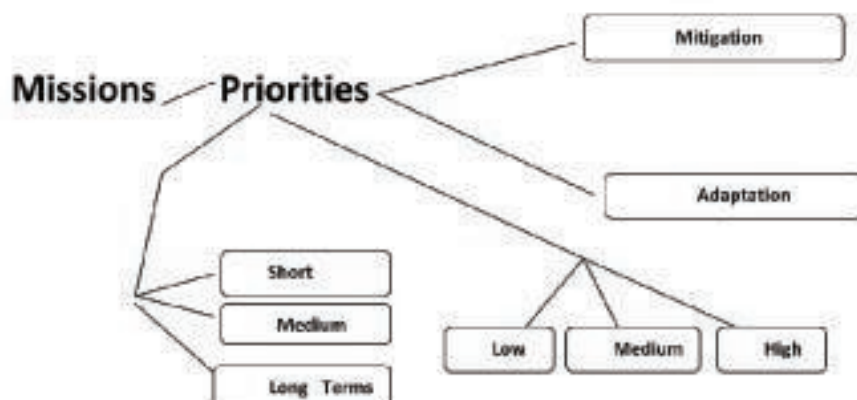 Mitigation
Missions Priorities
Adaptation
Short
Medium
Long Terms
Low Medium High